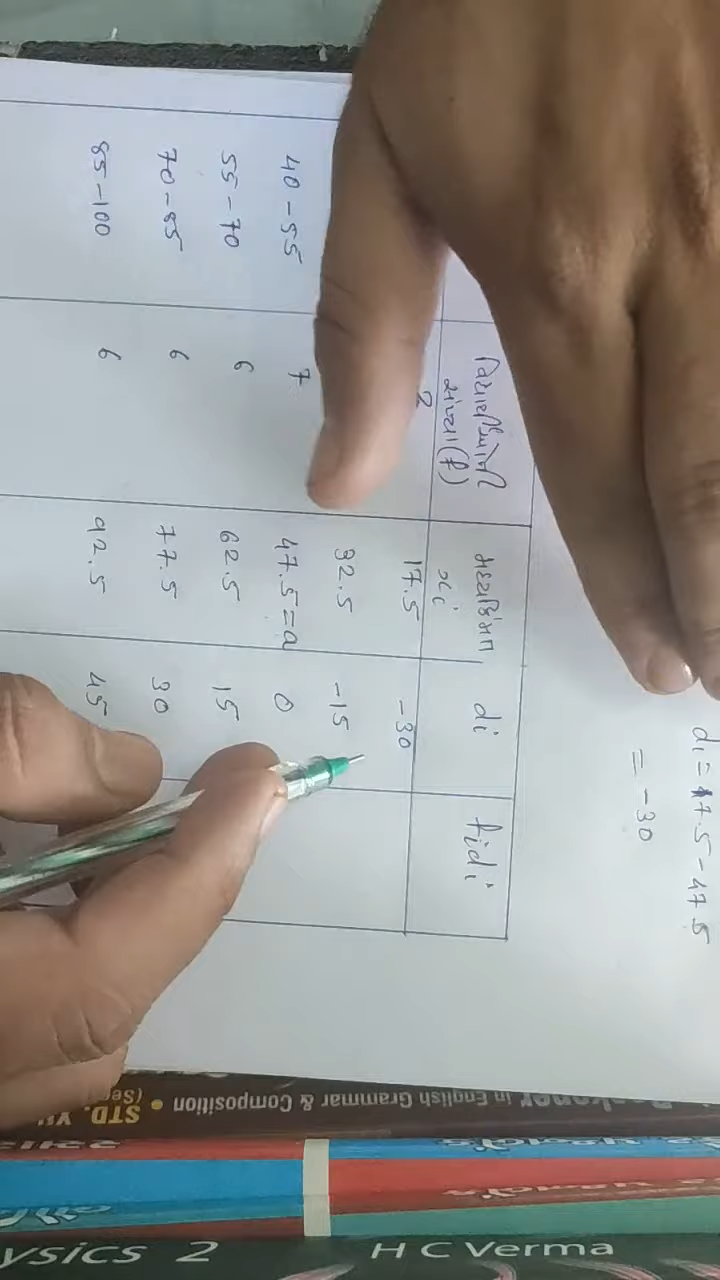 વિદ્યાર્થીઓની સંખ્યા (f)
મધ્યકિંમત xi
di
fidi
2 17.5 -30
32.5 -15
40-55 7 47.5=a 0
55-70 6 62.5 15
70-85 6 77.5 30
85-100 6 92.5 45
di = 17.5-47.5
= -30
in English Grammar & Composition •
STD.
ysics 2
H C Verma